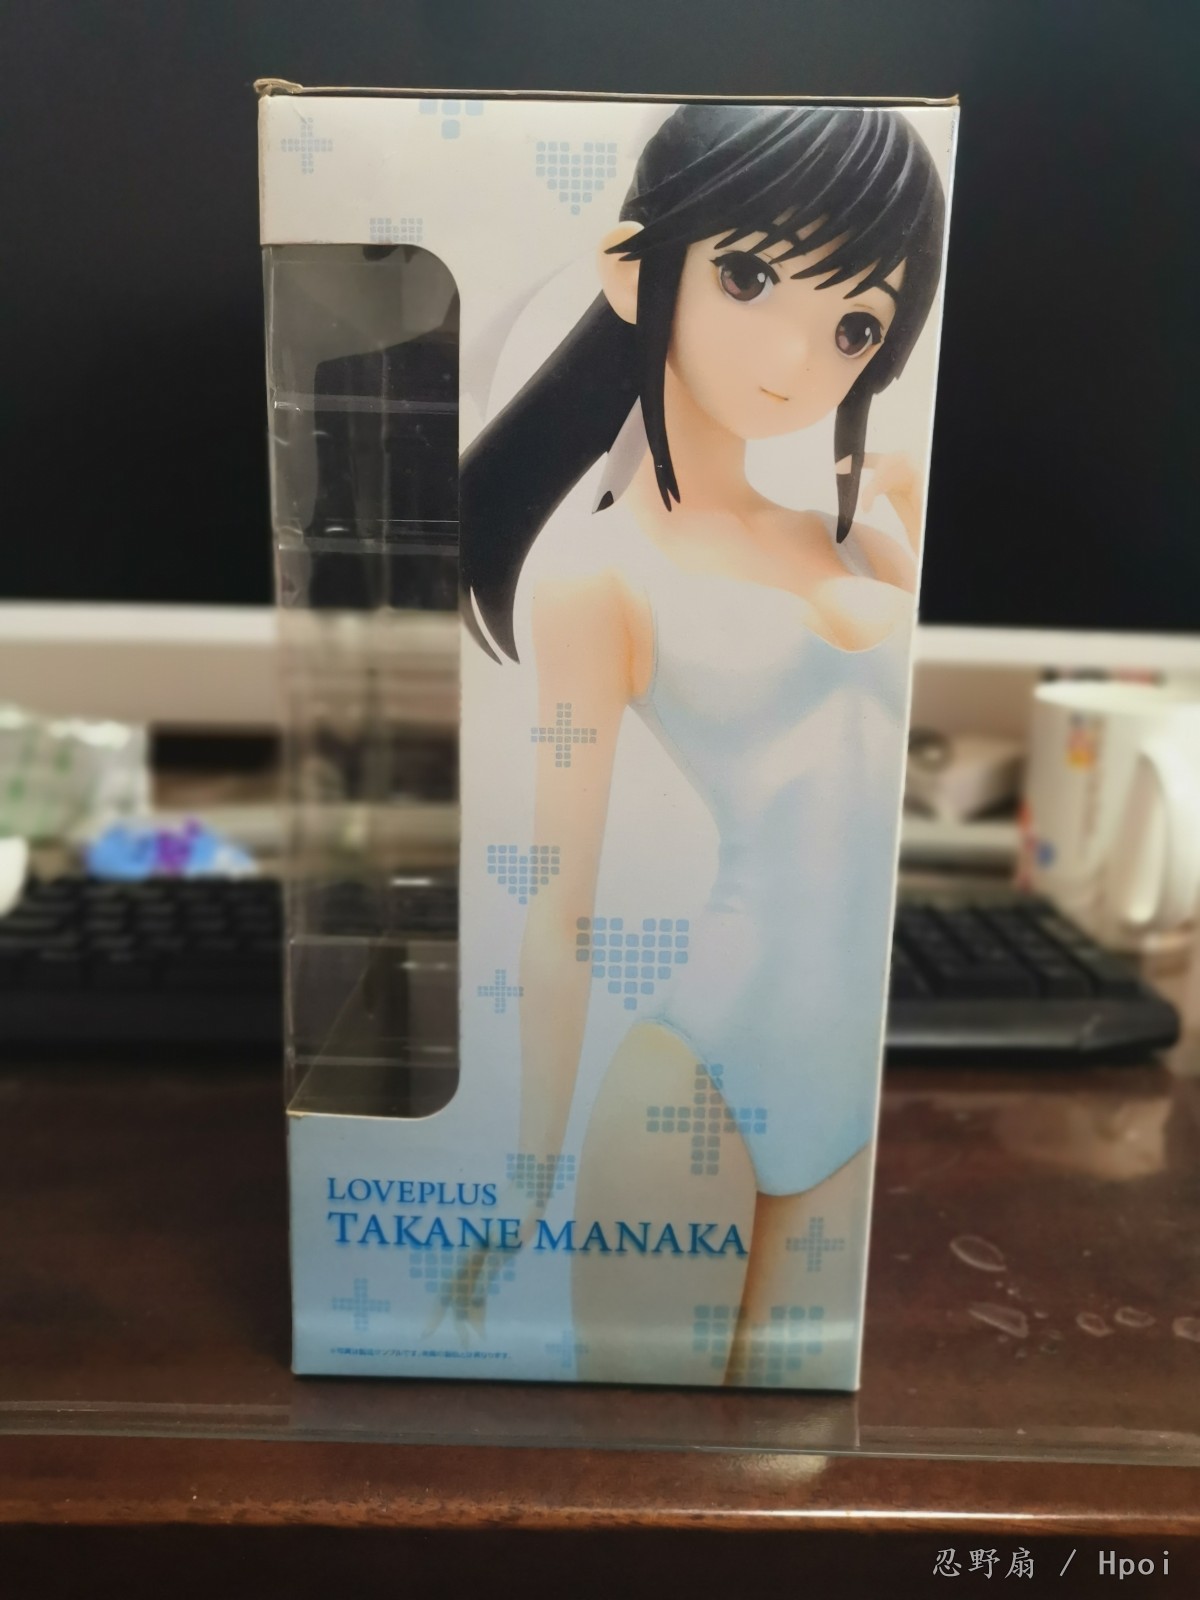 LOVEPLUS
TAKANE MANAKA
忍野扇 / Hpoi